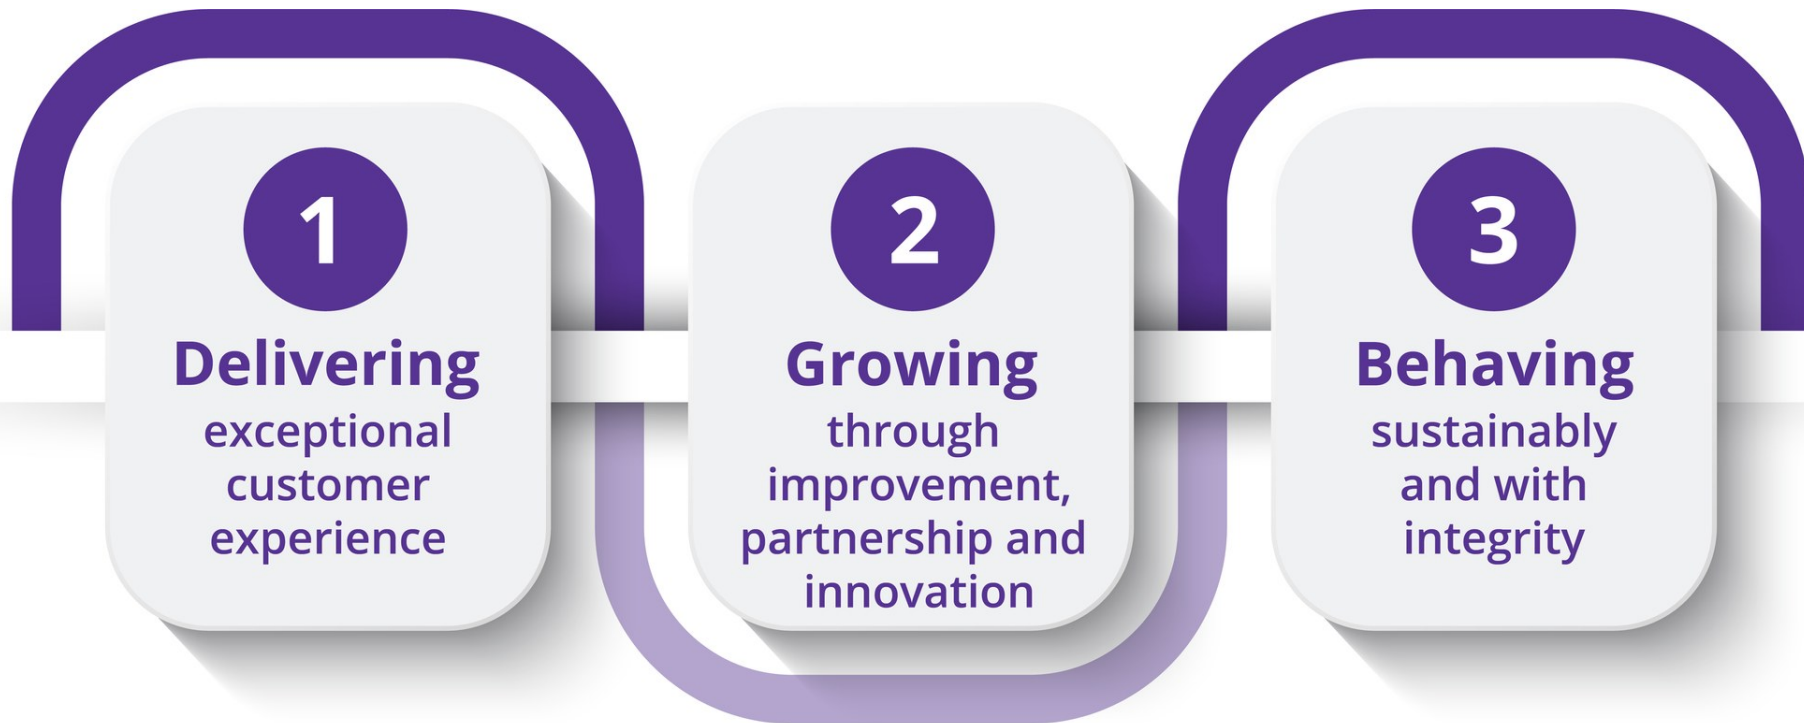 1
Delivering
exceptional
customer
experience
2
Growing
through
improvement,
partnership and
innovation
3
Behaving
sustainably
and with
integrity